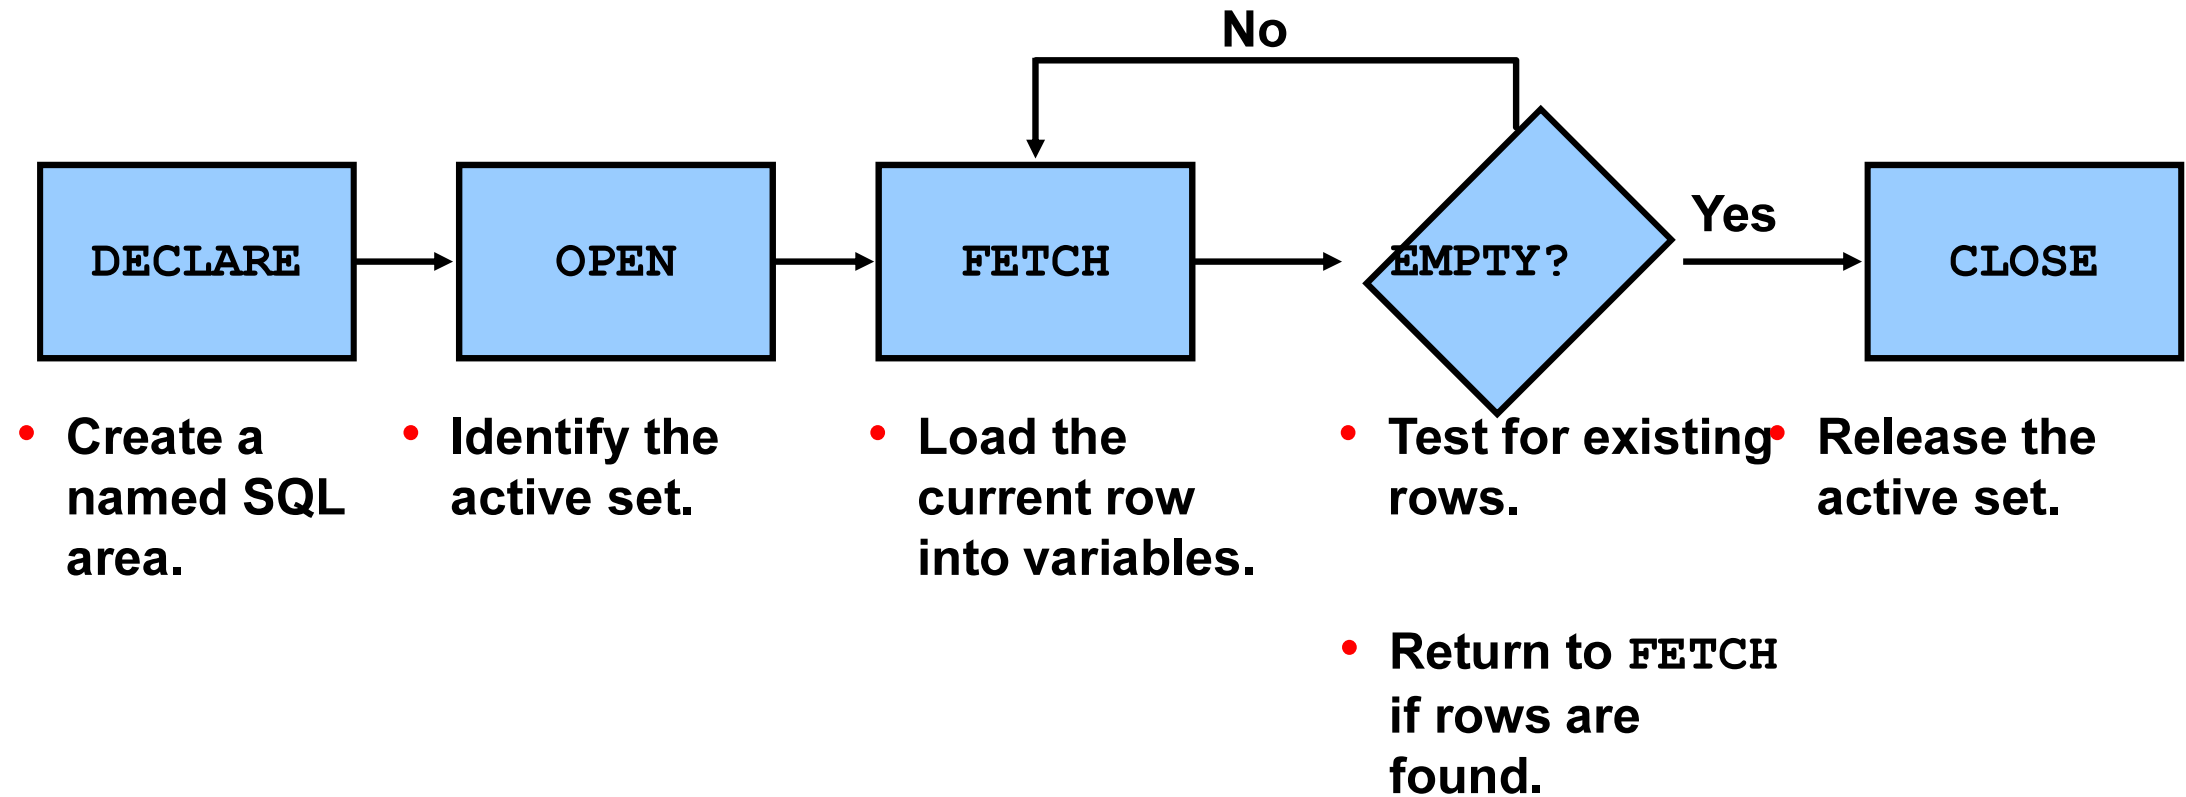 No
Yes
DECLARE
OPEN
FETCH
EMPTY?
CLOSE
• Create a
named SQL
area.
• Identify the
active set.
• Load the
current row
into variables.
• Test for existing
rows.
• Return to FETCH
if rows are
found.
• Release the
active set.